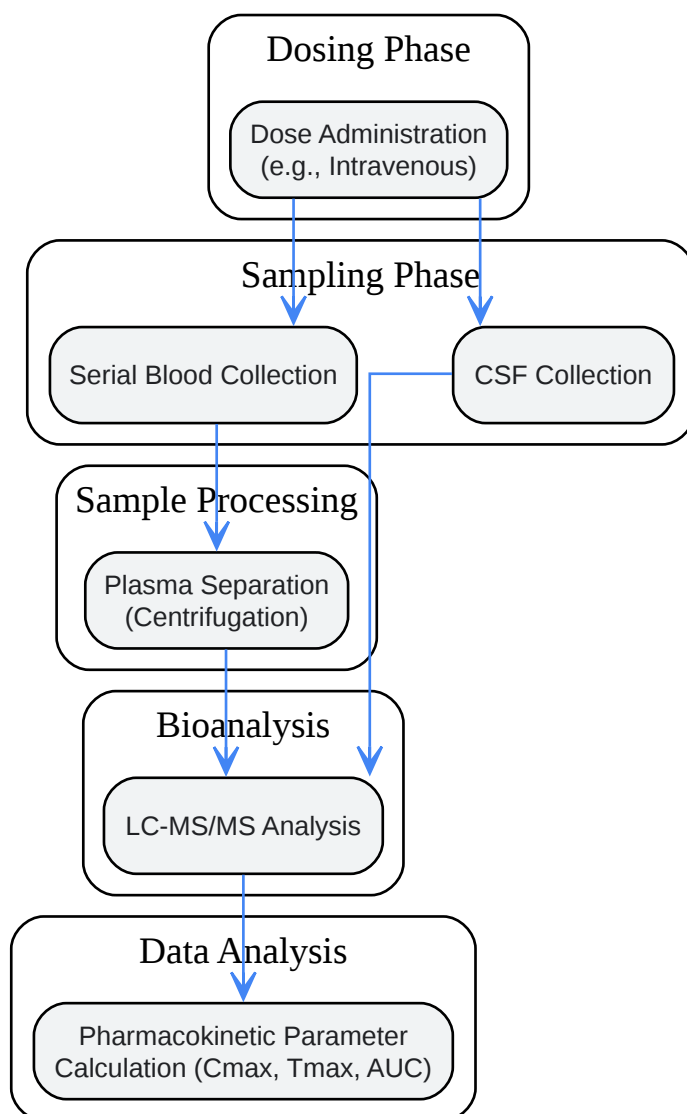 Dosing Phase
Dose Administration
(e.g., Intravenous)
Sampling Phase
Serial Blood Collection
CSF Collection
Sample Processing
Plasma Separation
(Centrifugation)
Bioanalysis
LC-MS/MS Analysis
Data Analysis
Pharmacokinetic Parameter
Calculation (Cmax, Tmax, AUC)